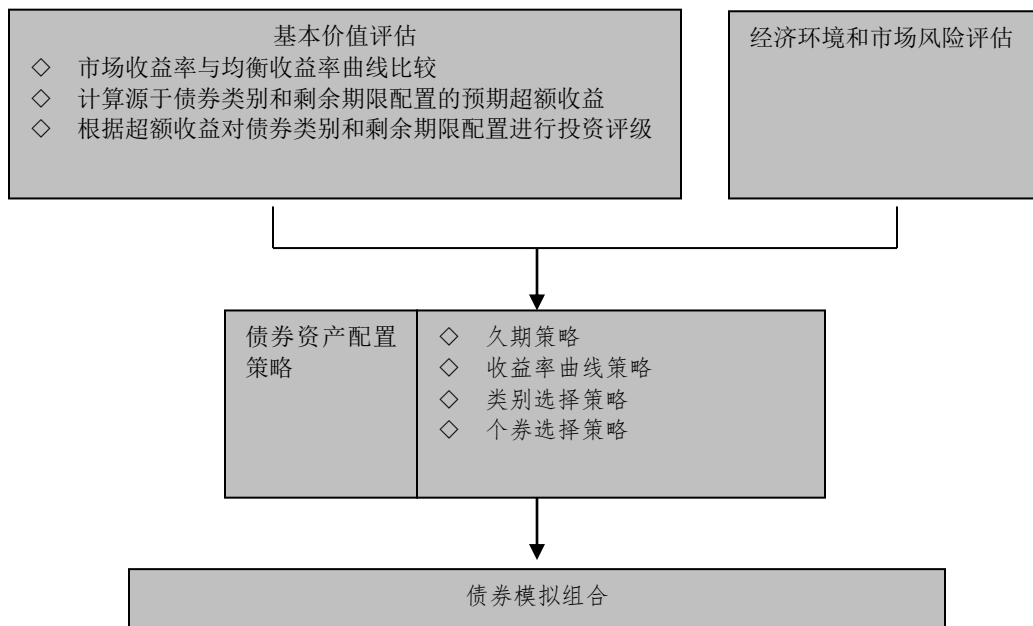 基本价值评估
◇ 市场收益率与均衡收益率曲线比较
◇ 计算源于债券类别和剩余期限配置的预期超额收益
◇ 根据超额收益对债券类别和剩余期限配置进行投资评级
经济环境和市场风险评估
债券资产配置
策略
◇ 久期策略
◇ 收益率曲线策略
◇ 类别选择策略
◇ 个券选择策略
债券模拟组合